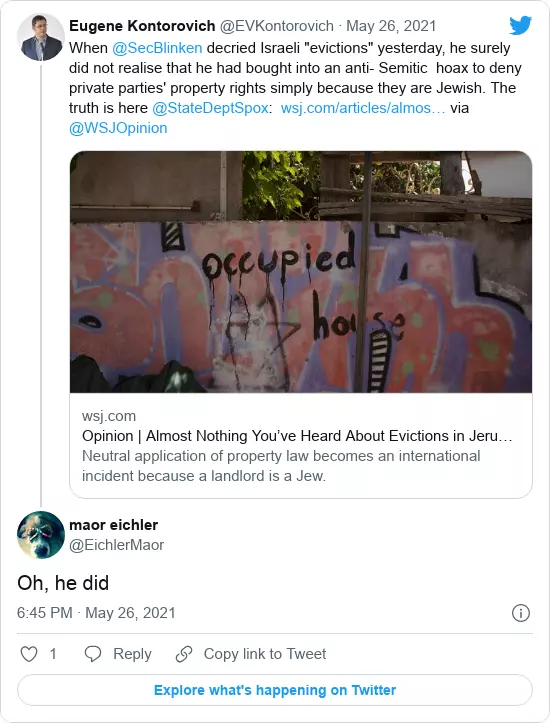 Eugene Kontorovich @EVKontorovich · May 26, 2021
When @SecBlinken decried Israeli "evictions" yesterday, he surely
did not realise that he had bought into an anti- Semitic  hoax to deny
private parties' property rights simply because they are Jewish. The
truth is here @StateDeptSpox:  wsj.com/articles/almos… via
@WSJOpinion
occupied
house
wsj.com
Opinion | Almost Nothing You've Heard About Evictions in Jeru…
Neutral application of property law becomes an international
incident because a landlord is a Jew.
maor eichler
@EichlerMaor
Oh, he did
6:45 PM · May 26, 2021
1 Reply Copy link to Tweet
Explore what's happening on Twitter